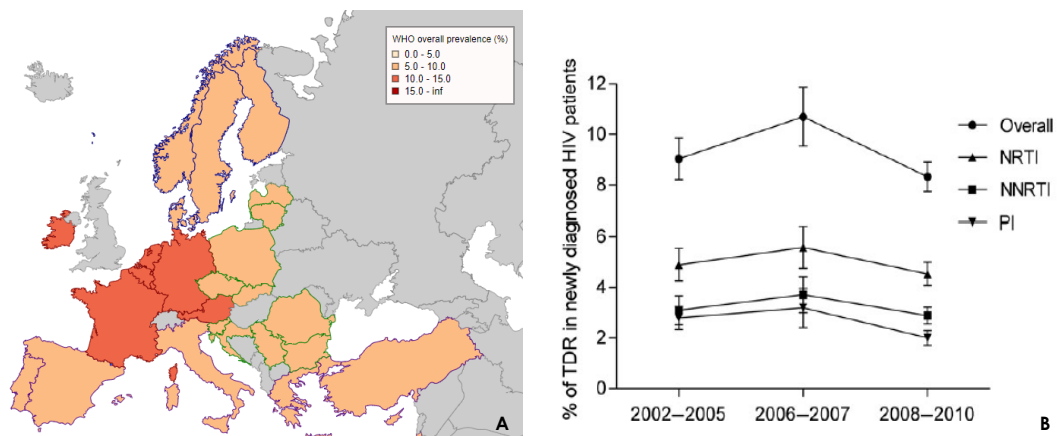 WHO overall prevalence (%)
0.0 - 5.0
5.0 - 10.0
10.0 - 15.0
15.0 - inf
A
% of TDR in newly diagnosed HIV patients
12
10
8
6
4
2
0
2002–2005
2006–2007
2008–2010
Overall
NRTI
NNRTI
PI
B